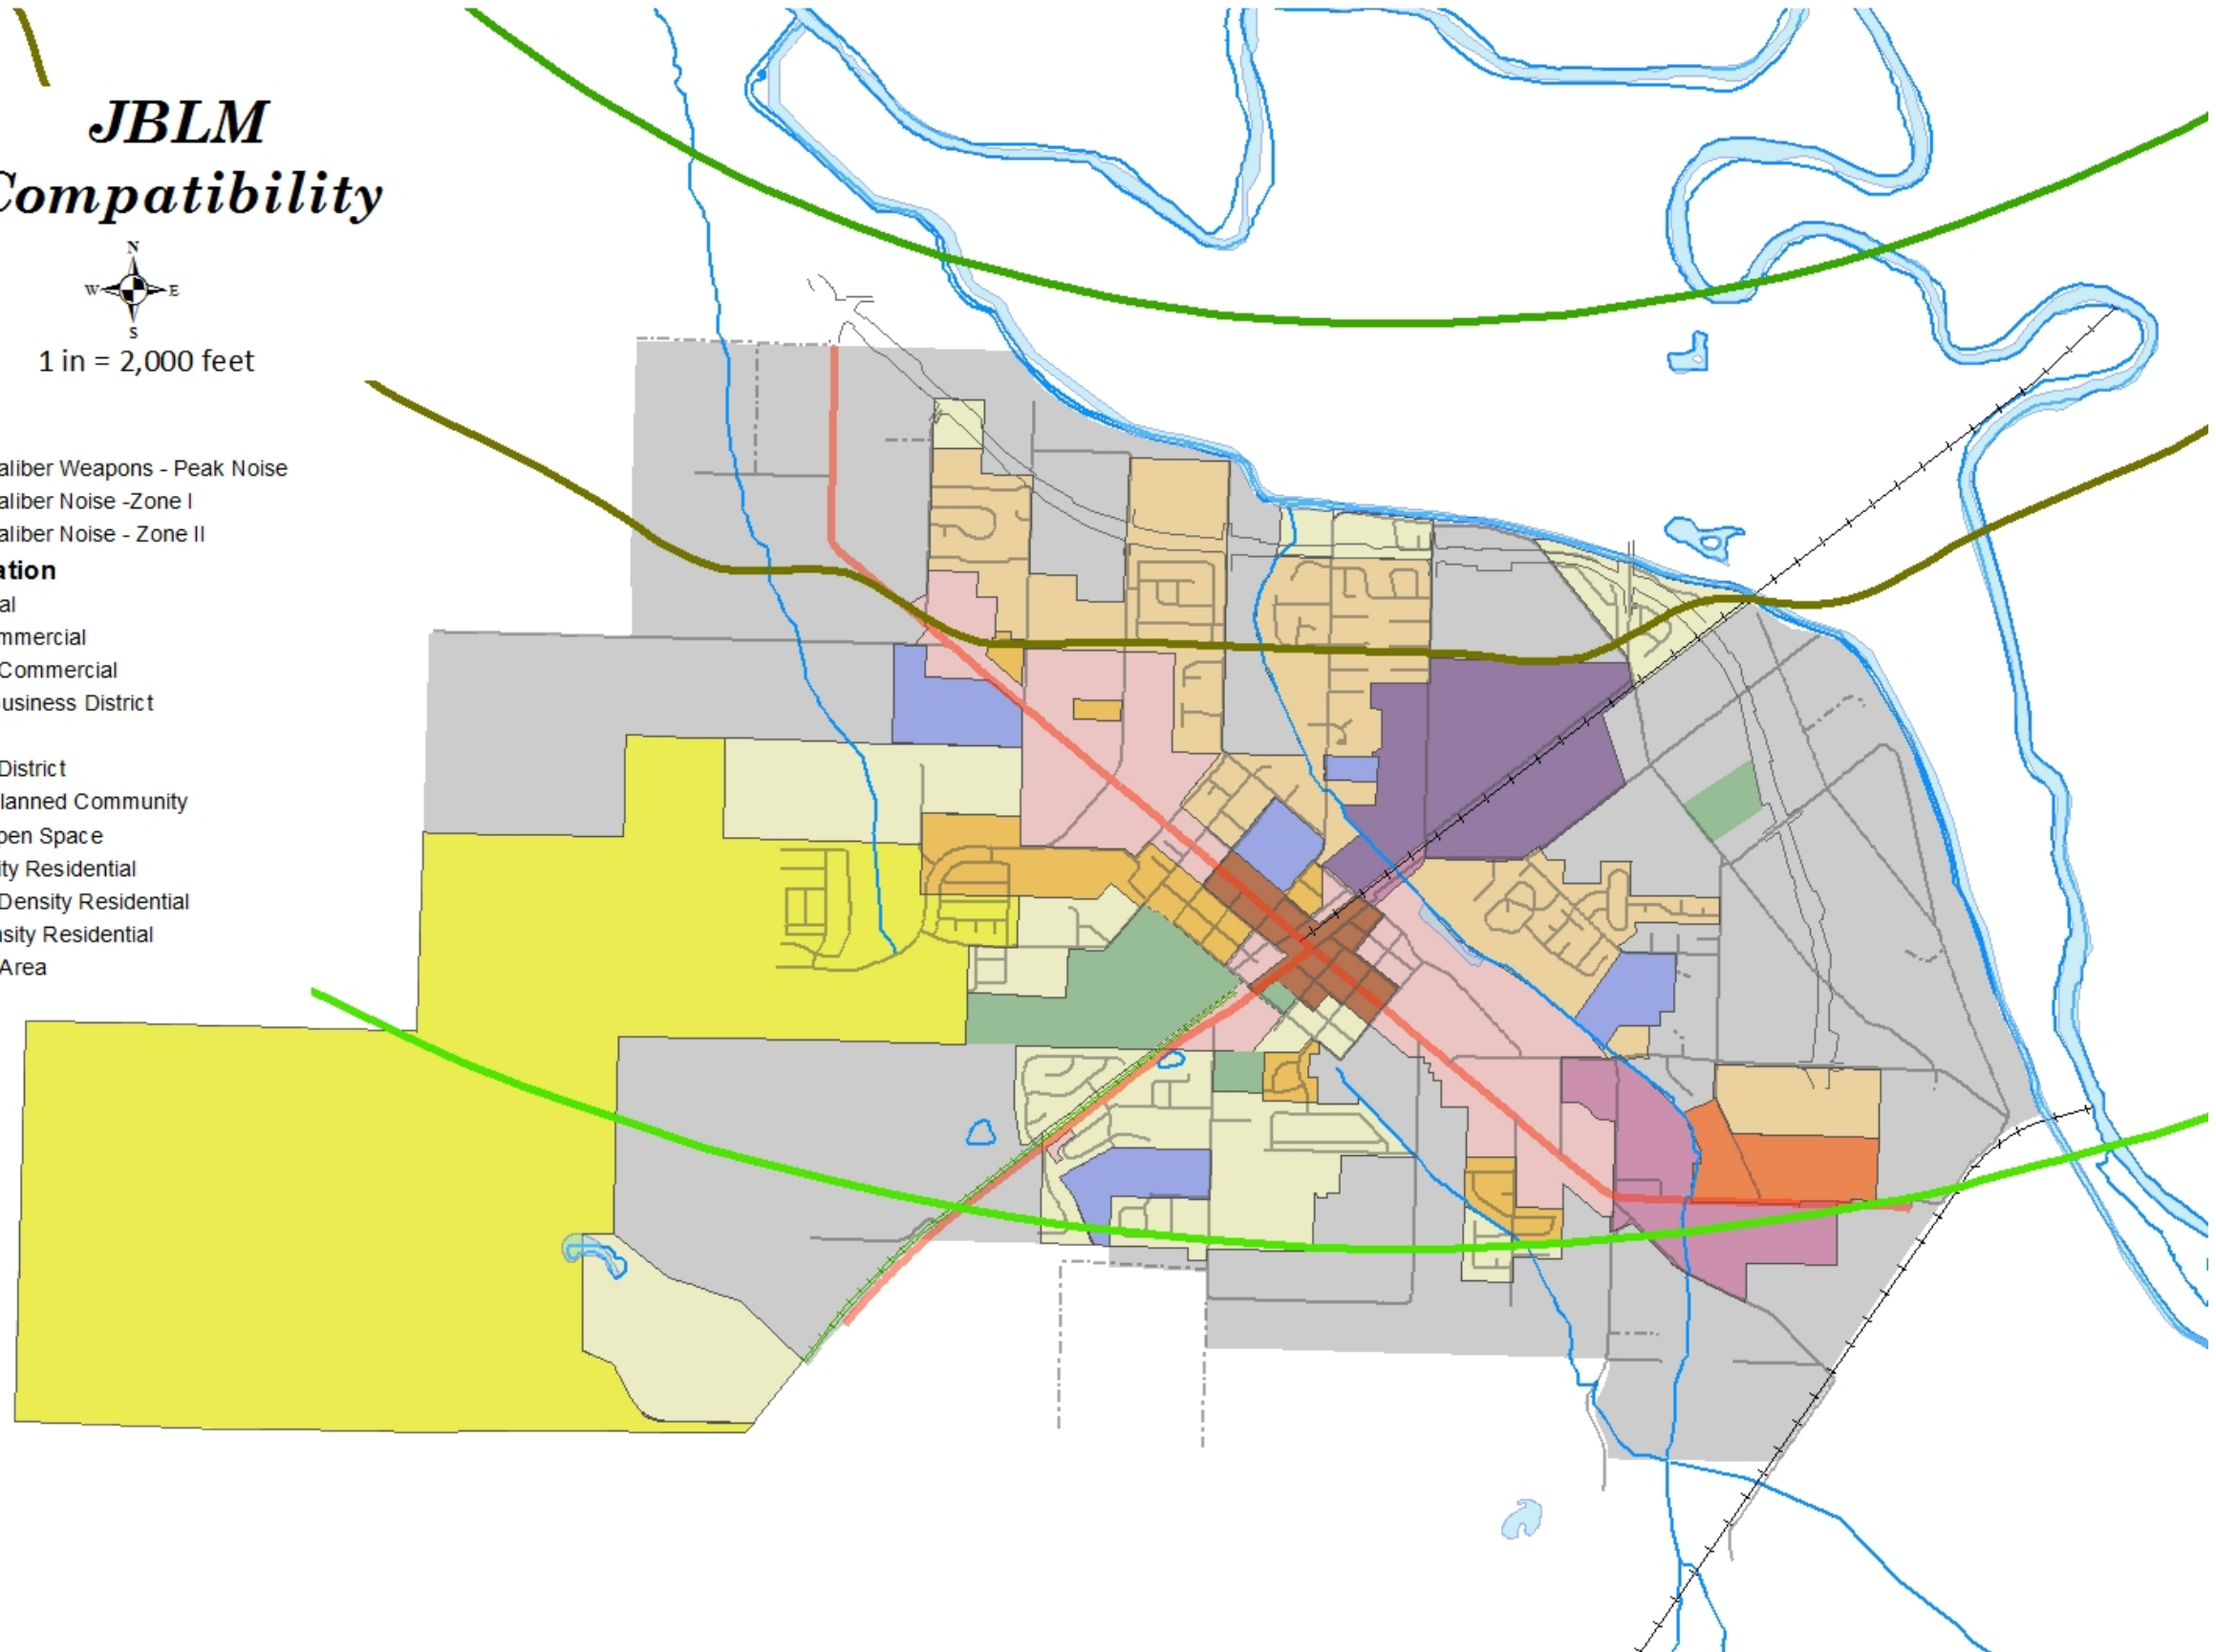 JBLM
Compatibility
N
W E
S
1 in = 2,000 feet
aliber Weapons - Peak Noise
aliber Noise -Zone I
aliber Noise - Zone II
ation
al
mmercial
Commercial
usiness District
District
lanned Community
pen Space
ity Residential
Density Residential
nsity Residential
Area